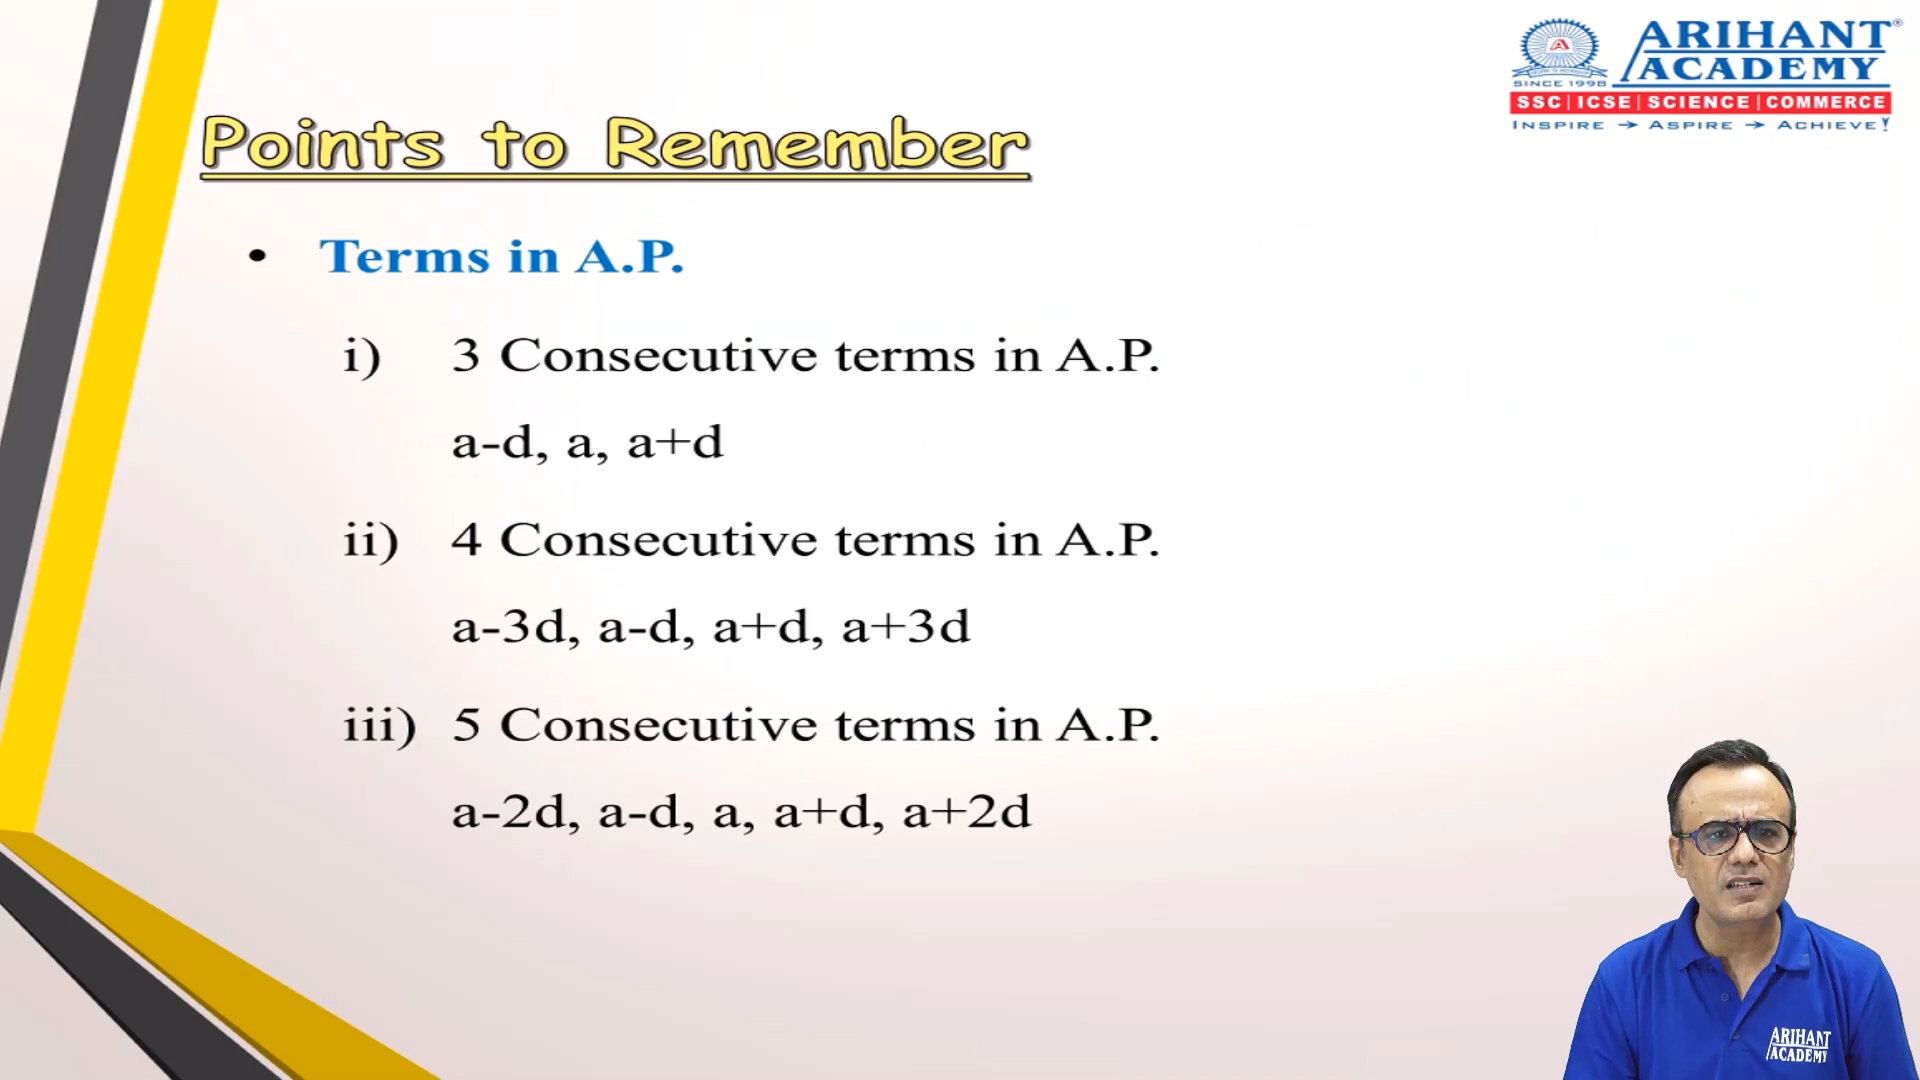 ARIHANT®
ACADEMY
SINCE 1998
SSC | ICSE | SCIENCE | COMMERCE
INSPIRE → ASPIRE → ACHIEVE!
Points to Remember
• Terms in A.P.
i) 3 Consecutive terms in A.P.
a-d, a, a+d
ii) 4 Consecutive terms in A.P.
a-3d, a-d, a+d, a+3d
iii) 5 Consecutive terms in A.P.
a-2d, a-d, a, a+d, a+2d
ARIHANT
ACADEMY